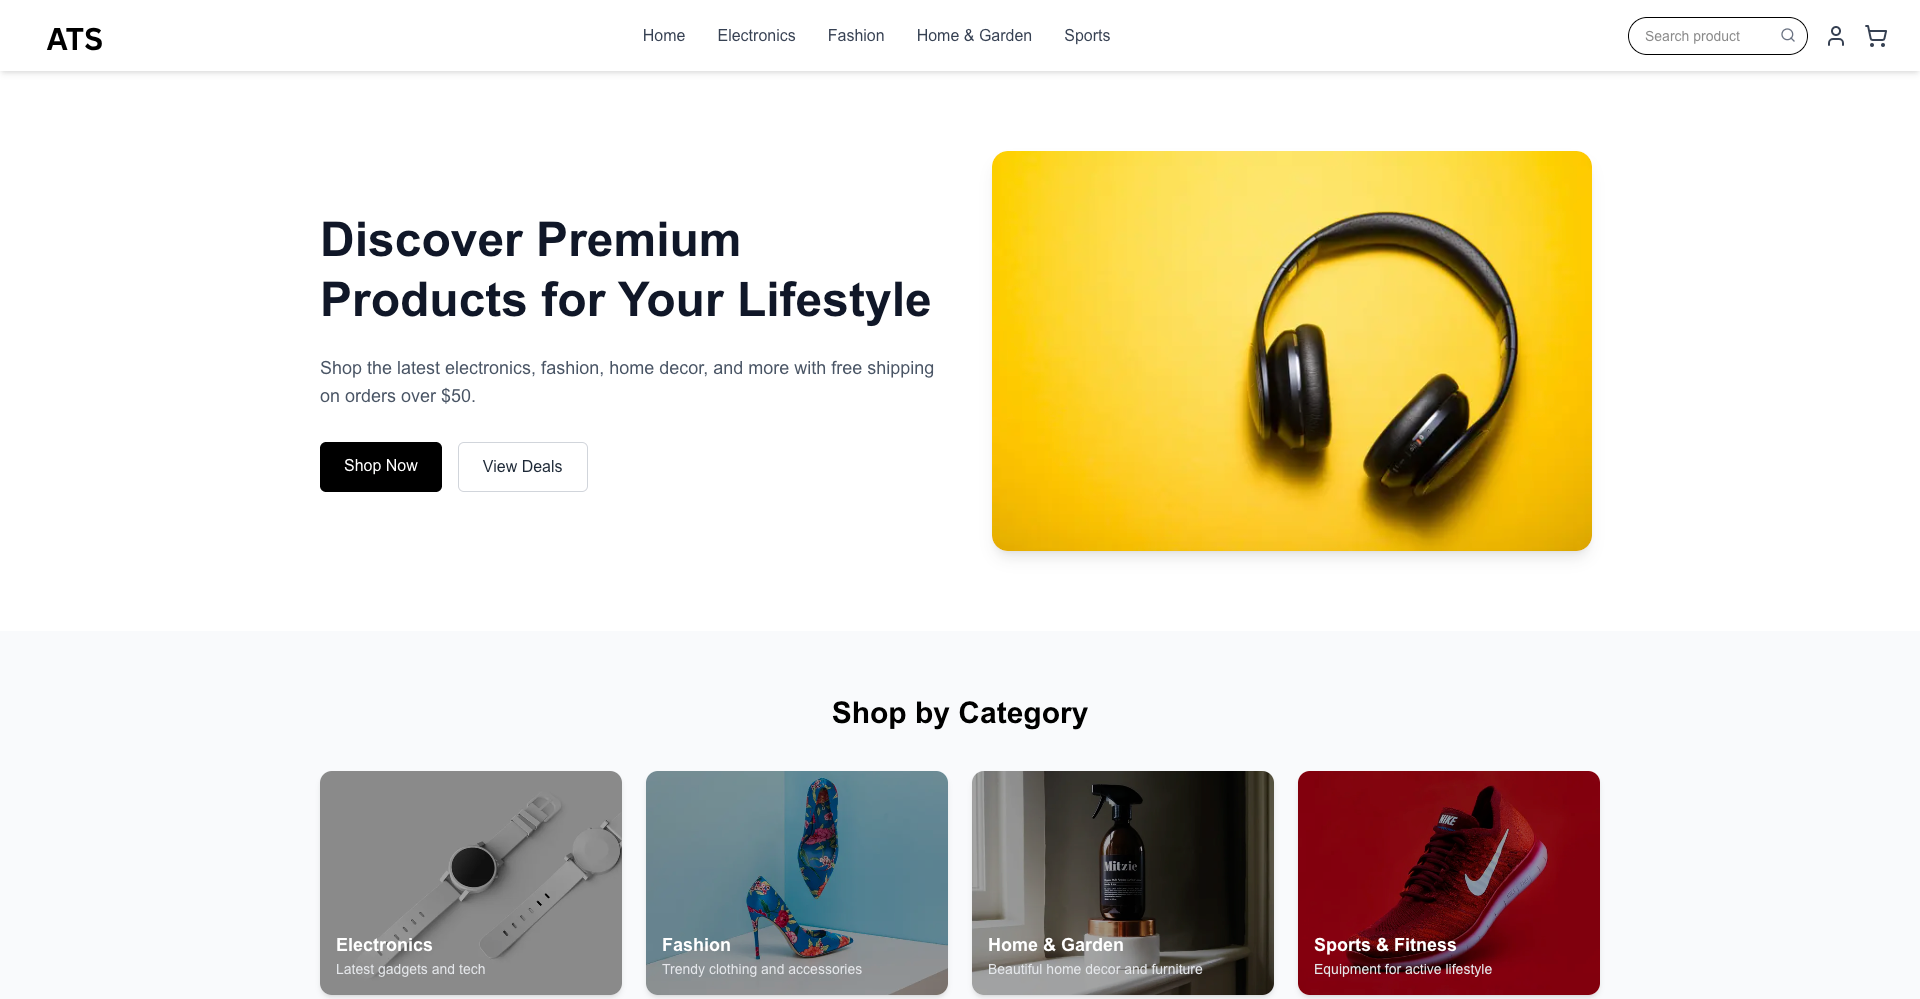 ATS
Home
Electronics
Fashion
Home & Garden
Sports
Search product
Discover Premium
Products for Your Lifestyle
Shop the latest electronics, fashion, home decor, and more with free shipping
on orders over $50.
Shop Now
View Deals
Shop by Category
Electronics
Latest gadgets and tech
Fashion
Trendy clothing and accessories
Mitzie
Home & Garden
Beautiful home decor and furniture
NIKE
Sports & Fitness
Equipment for active lifestyle